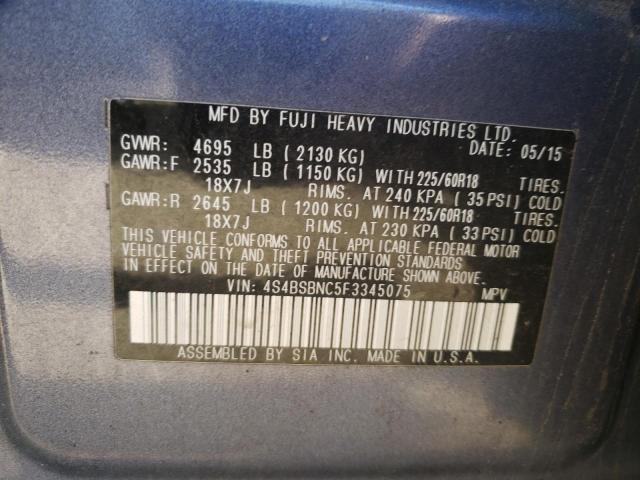 MFD BY FUJI HEAVY INDUSTRIES LTD.
GVWR: 4695 LB ( 2130 KG) DATE: 05/15
GAWR:F 2535 LB ( 1150 KG) WITH 225/60R18 TIRES.
18X7J RIMS. AT 240 KPA ( 35 PSI) COLD
GAWR:R 2645 LB ( 1200 KG) WITH 225/60R18 TIRES.
18X7J RIMS. AT 230 KPA ( 33 PSI) COLD
THIS VEHICLE CONFORMS TO ALL APPLICABLE FEDERAL MOTOR
VEHICLE SAFETY AND THEFT PREVENTION STANDARDS
IN EFFECT ON THE DATE OF MANUFACTURE SHOWN ABOVE.
VIN: 4S4BSBNC5F3345075 MPV
ASSEMBLED BY SIA INC. MADE IN U.S.A.